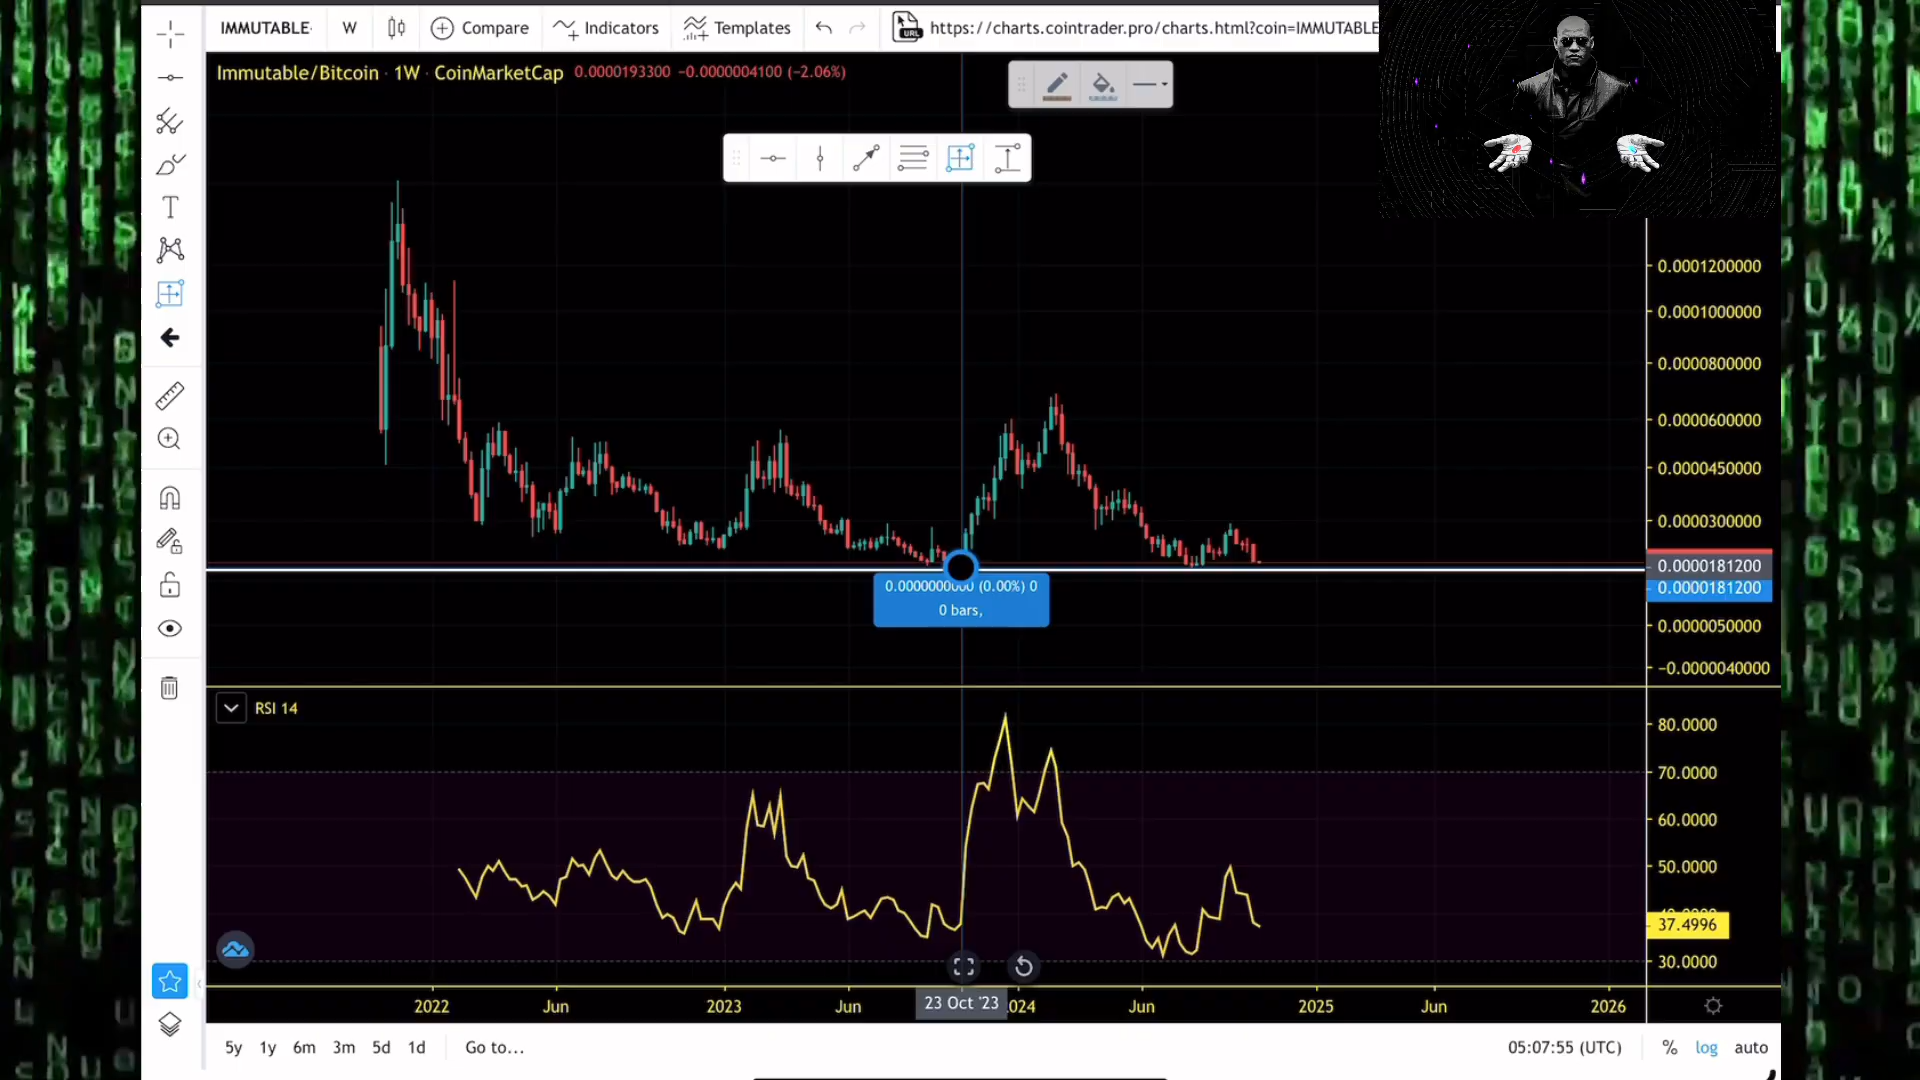 IMMUTABLE
W
Compare
Indicators
Templates
URL
https://charts.cointrader.pro/charts.html?coin=IMMUTABLE
Immutable/Bitcoin · 1W · CoinMarketCap 0.0000193300 −0.0000004100 (−2.06%)
0.0001200000
0.0001000000
0.0000800000
0.0000600000
0.0000450000
0.0000300000
0.0000181200
0.0000181200
0.0000050000
−0.0000040000
0.0000000000 (0.00%) 0
0 bars,
RSI 14
80.0000
70.0000
60.0000
50.0000
37.4996
30.0000
2022
Jun
2023
Jun
23 Oct '23
024
Jun
2025
Jun
2026
5y
1y
6m
3m
5d
1d
Go to...
05:07:55 (UTC)
%
log
auto